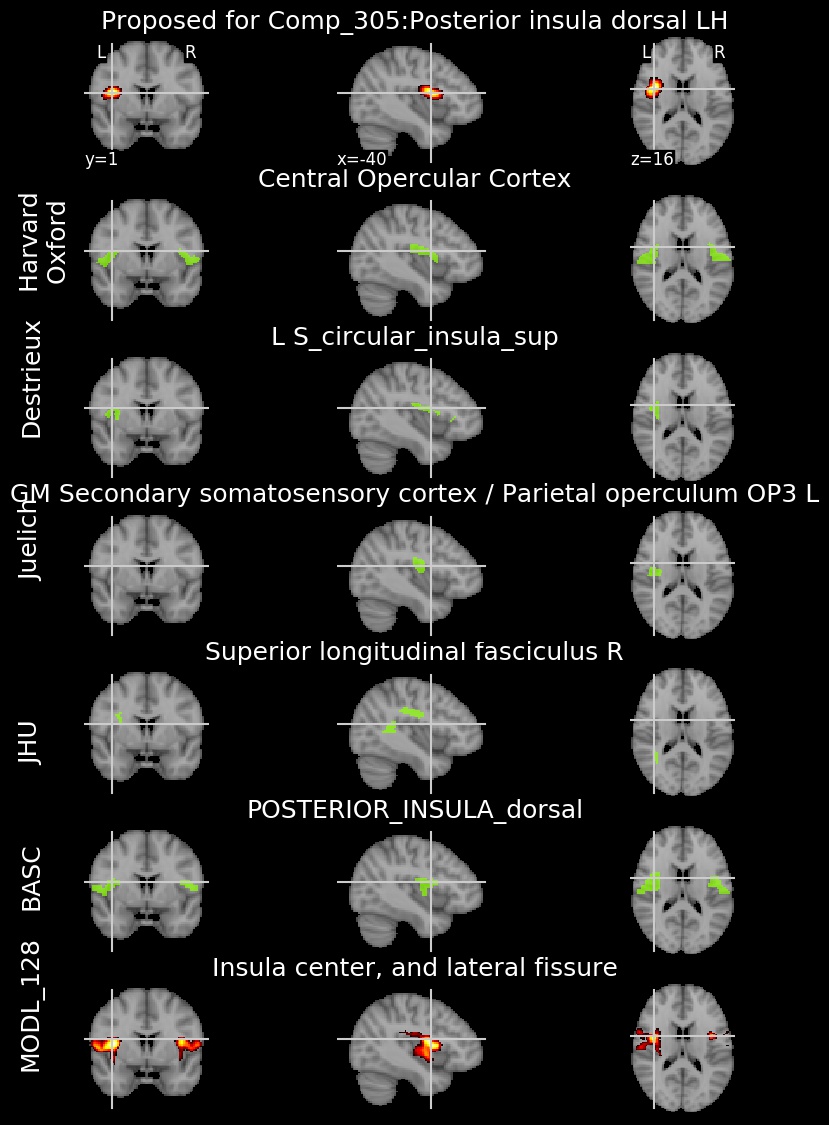 Proposed for Comp_305:Posterior insula dorsal LH
L R L R
y=1 x=-40 z=16
Central Opercular Cortex
Harvard
Oxford
L S_circular_insula_sup
Destrieux
GM Secondary somatosensory cortex / Parietal operculum OP3 L
Juelich
Superior longitudinal fasciculus R
JHU
POSTERIOR_INSULA_dorsal
BASC
Insula center, and lateral fissure
MODL_128